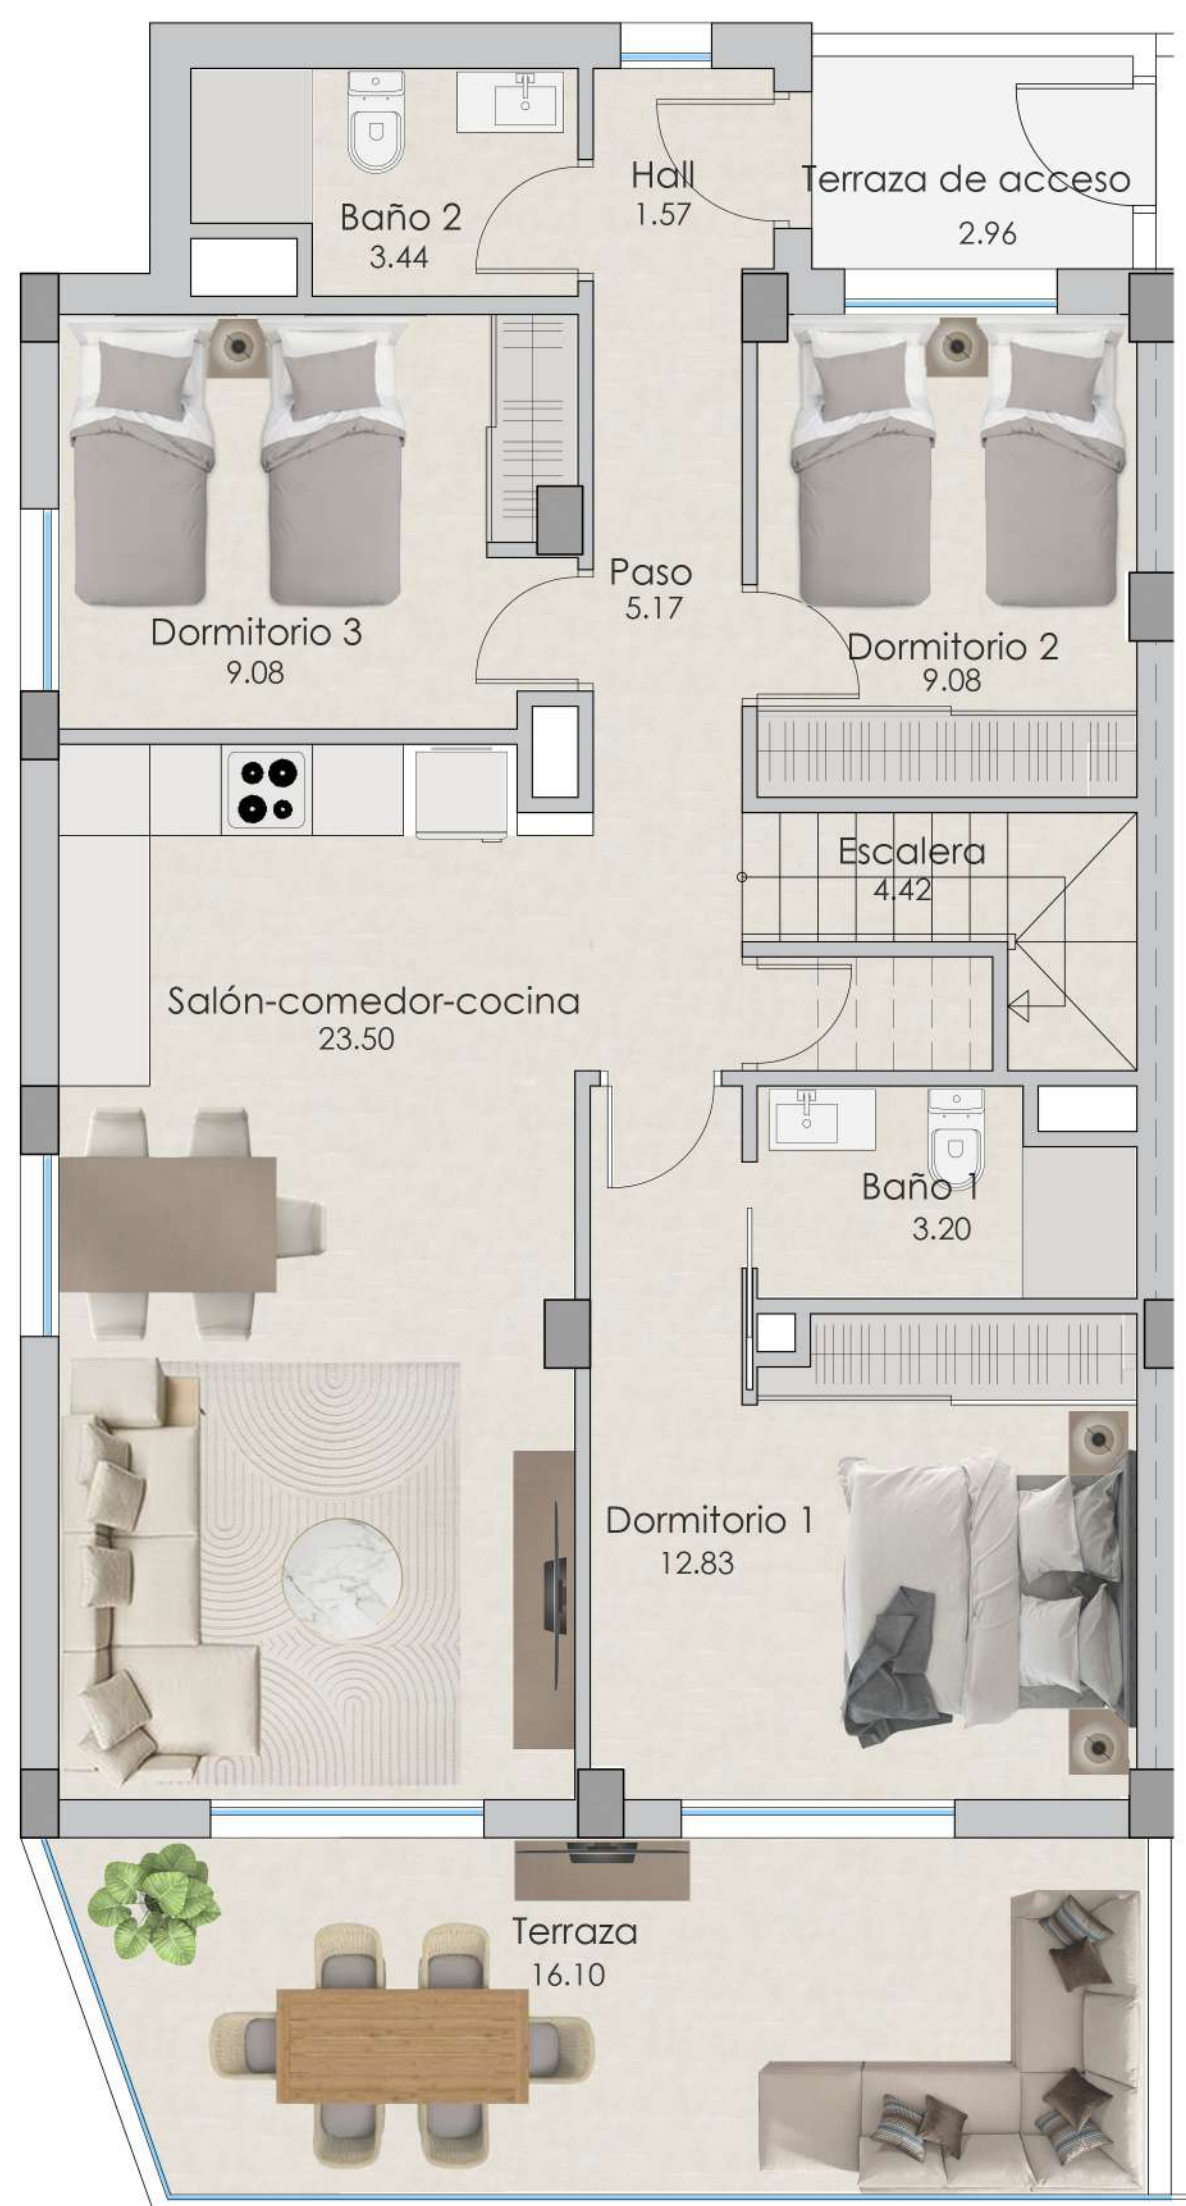 Hall
1.57
Terraza de acceso
2.96
Baño 2
3.44
Paso
5.17
Dormitorio 3
9.08
Dormitorio 2
9.08
Escalera
4.42
Salón-comedor-cocina
23.50
Baño 1
3.20
Dormitorio 1
12.83
Terraza
16.10